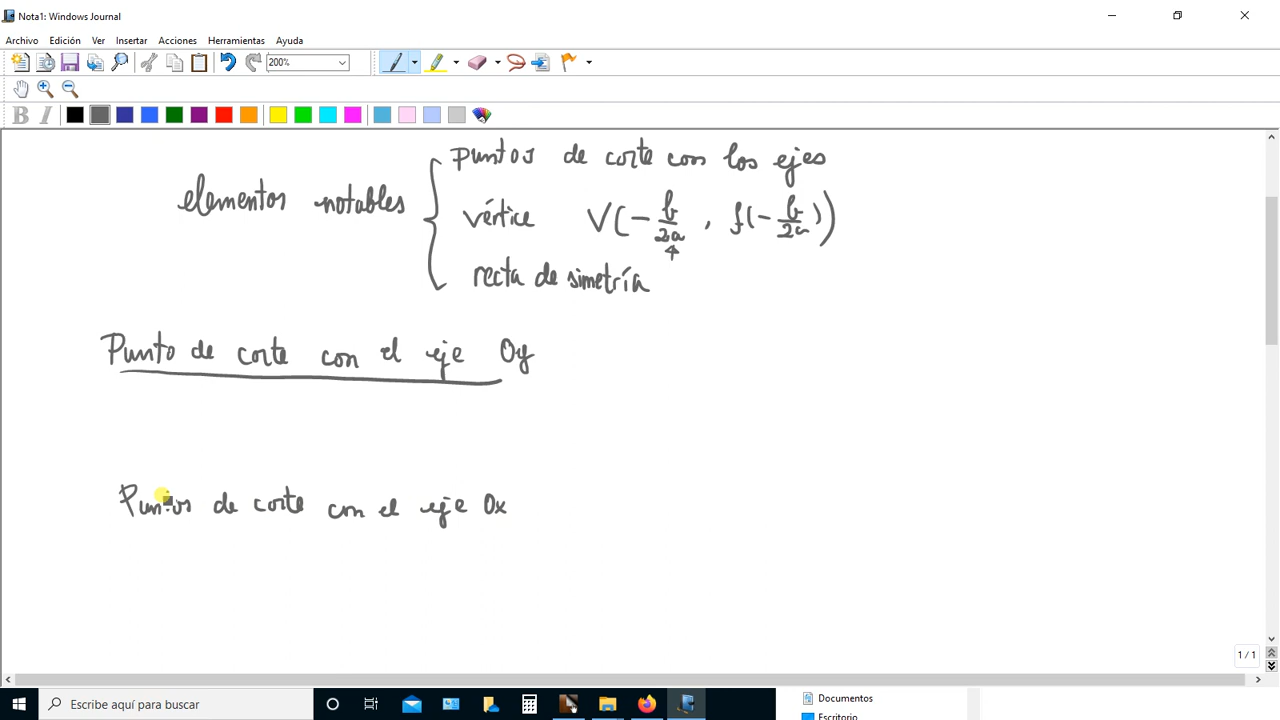 Nota1: Windows Journal
Archivo Edición Ver Insertar Acciones Herramientas Ayuda
200%
B I
puntos de corte con los ejes
elementos notables
vértice V(-b/2a, f(-b/2a))
recta de simetría
Punto de corte con el eje Oy
Puntos de corte con el eje Ox
1 / 1
Escribe aquí para buscar
Documentos
Escritorio